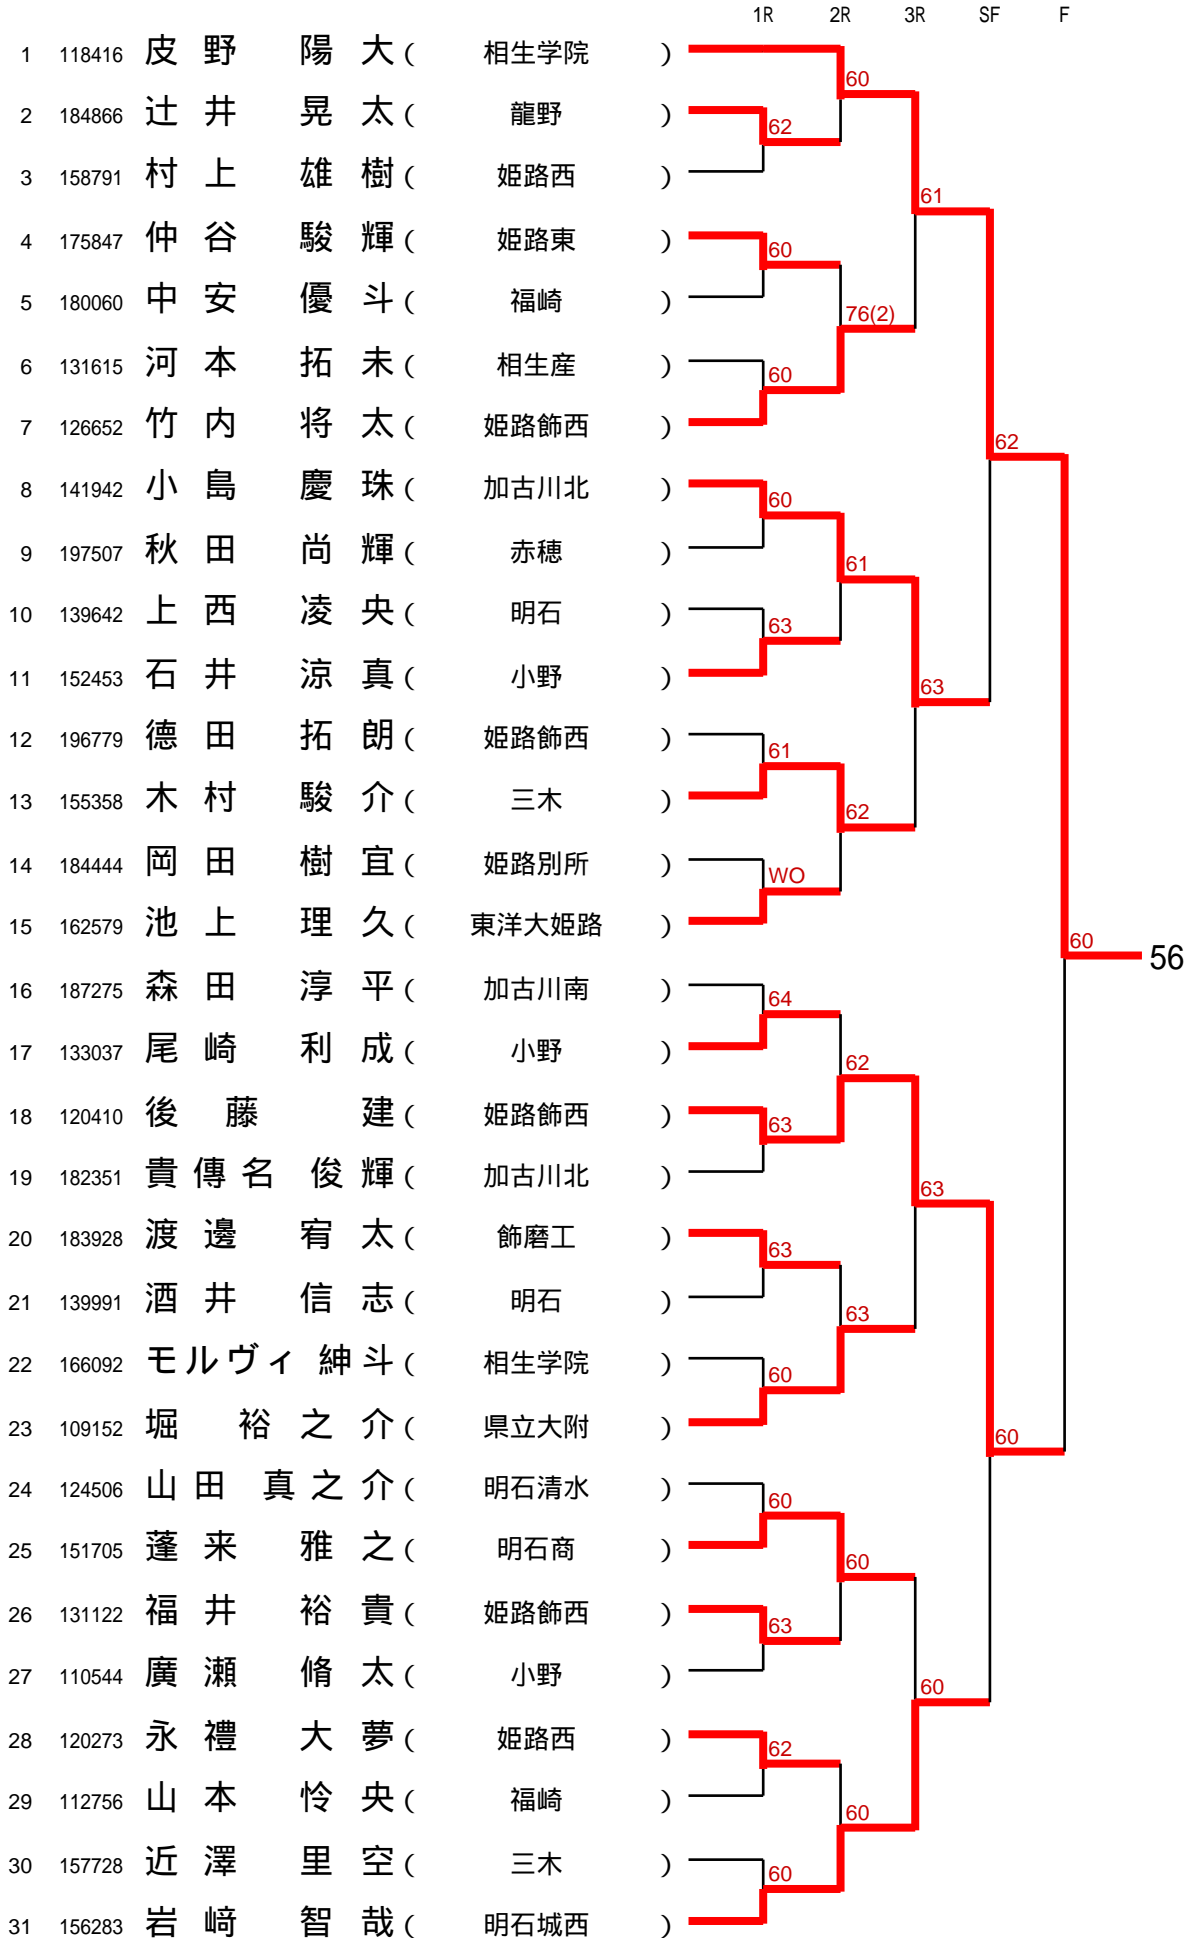 1R 2R 3R SF F
1 118416 皮野 陽大 ( 相生学院 )
60
2 184866 辻井 晃太 ( 龍野 )
62
3 158791 村上 雄樹 ( 姫路西 )
61
4 175847 仲谷 駿輝 ( 姫路東 )
60
5 180060 中安 優斗 ( 福崎 )
76(2)
6 131615 河本 拓未 ( 相生産 )
60
7 126652 竹内 将太 ( 姫路飾西 )
62
8 141942 小島 慶珠 ( 加古川北 )
60
9 197507 秋田 尚輝 ( 赤穂 )
61
10 139642 上西 凌央 ( 明石 )
63
11 152453 石井 涼真 ( 小野 )
63
12 196779 德田 拓朗 ( 姫路飾西 )
61
13 155358 木村 駿介 ( 三木 )
62
14 184444 岡田 樹宜 ( 姫路別所 )
WO
15 162579 池上 理久 ( 東洋大姫路 )
60 56
16 187275 森田 淳平 ( 加古川南 )
64
17 133037 尾崎 利成 ( 小野 )
62
18 120410 後藤 建 ( 姫路飾西 )
63
19 182351 貴傳名 俊輝 ( 加古川北 )
63
20 183928 渡邊 宥太 ( 飾磨工 )
63
21 139991 酒井 信志 ( 明石 )
63
22 166092 モルヴィ 紳斗 ( 相生学院 )
60
23 109152 堀 裕之介 ( 県立大附 )
60
24 124506 山田 真之介 ( 明石清水 )
60
25 151705 蓬来 雅之 ( 明石商 )
60
26 131122 福井 裕貴 ( 姫路飾西 )
63
27 110544 廣瀬 脩太 ( 小野 )
60
28 120273 永禮 大夢 ( 姫路西 )
62
29 112756 山本 怜央 ( 福崎 )
60
30 157728 近澤 里空 ( 三木 )
60
31 156283 岩﨑 智哉 ( 明石城西 )